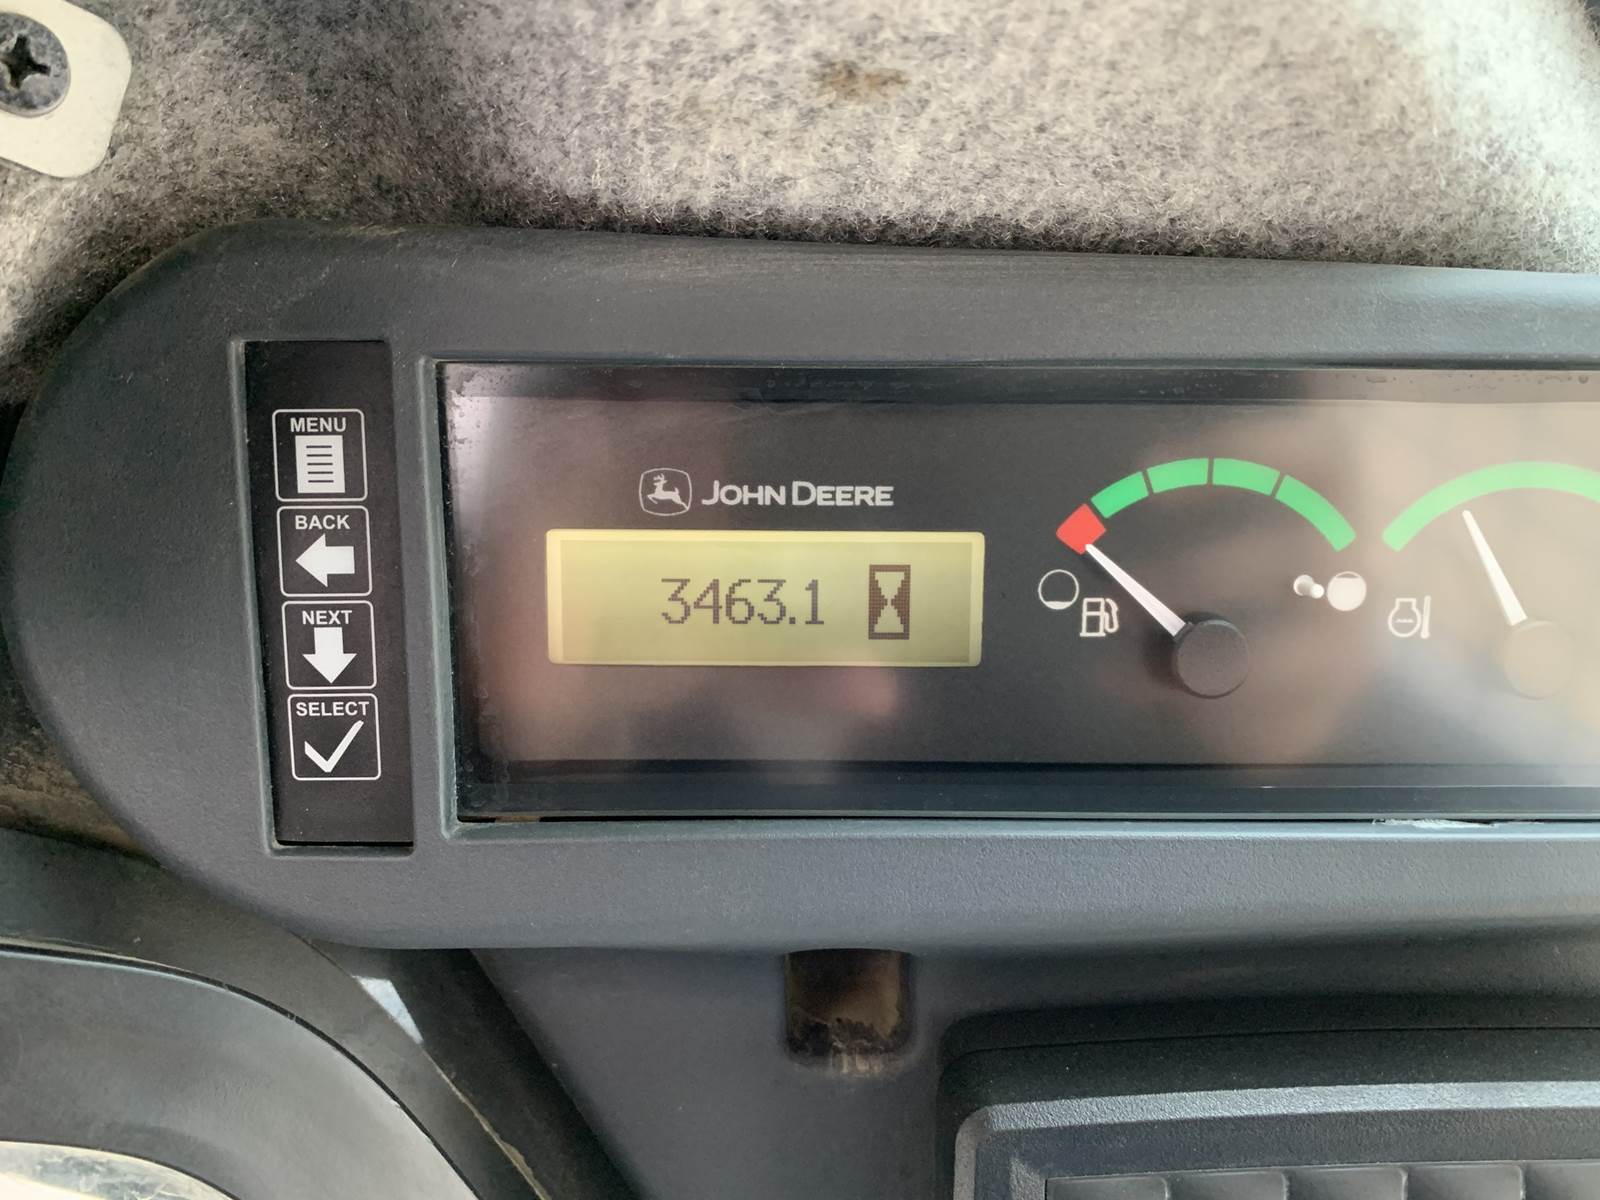 MENU
BACK
NEXT
SELECT
JOHN DEERE
3463.1